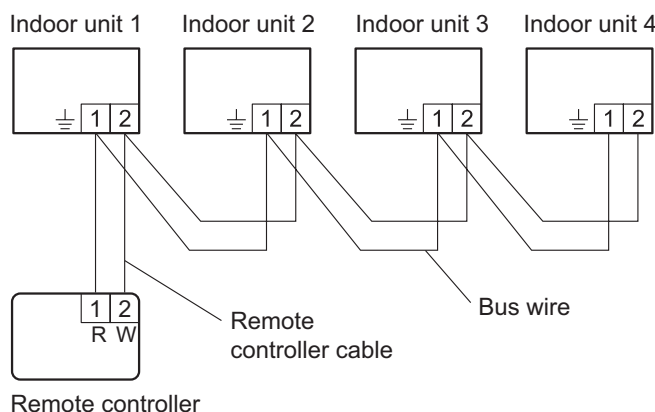 Indoor unit 1 Indoor unit 2 Indoor unit 3 Indoor unit 4
1 2 1 2 1 2 1 2
1 2
R W
Remote
controller cable
Bus wire
Remote controller